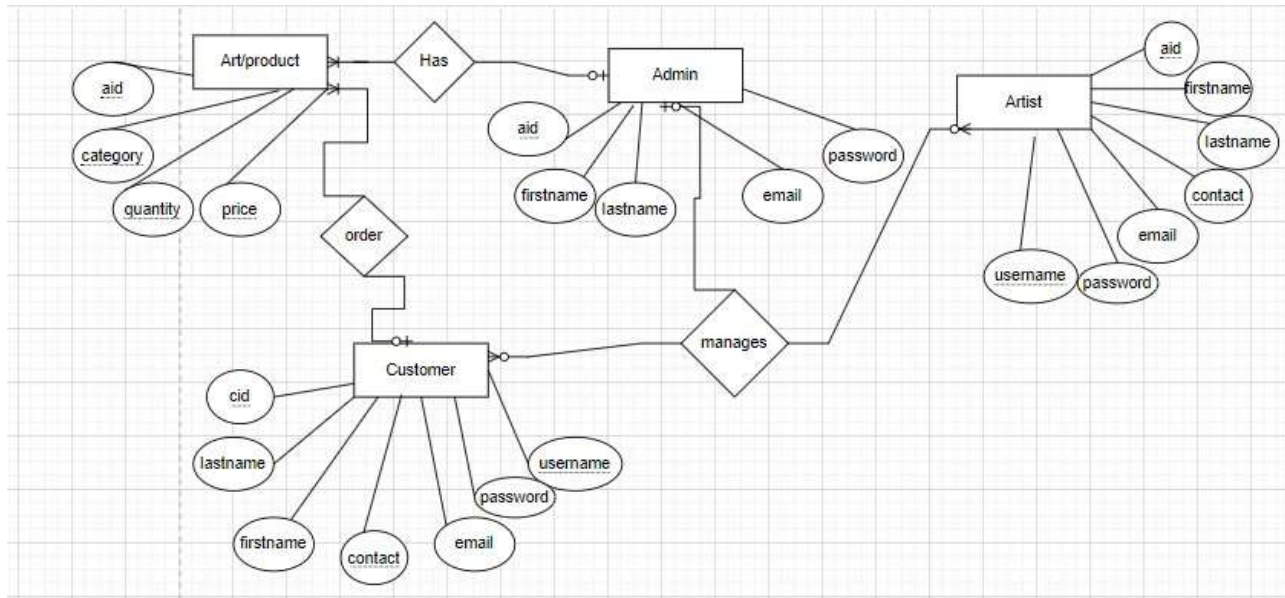 Art/product
Has
Admin
Artist
aid
firstname
lastname
contact
email
password
username
aid
category
quantity
price
aid
firstname
lastname
email
password
order
manages
Customer
cid
lastname
firstname
contact
email
password
username